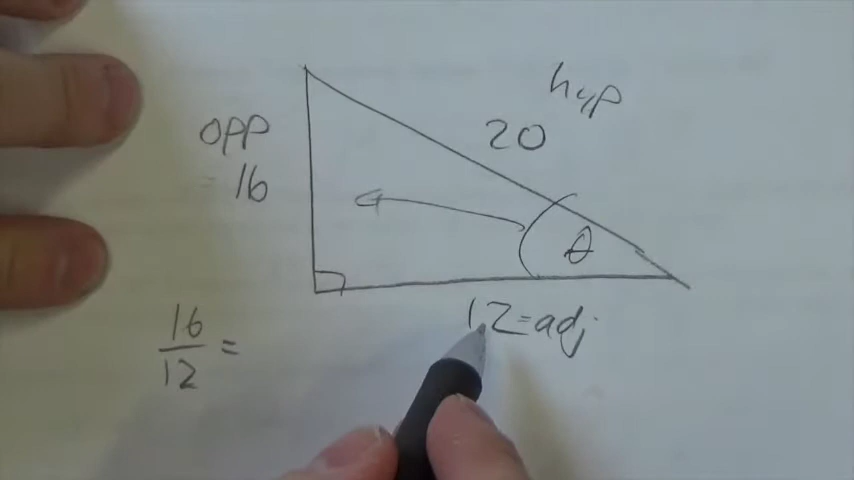 hyp
20
opp
= 16
θ
12=adj
16
12 =